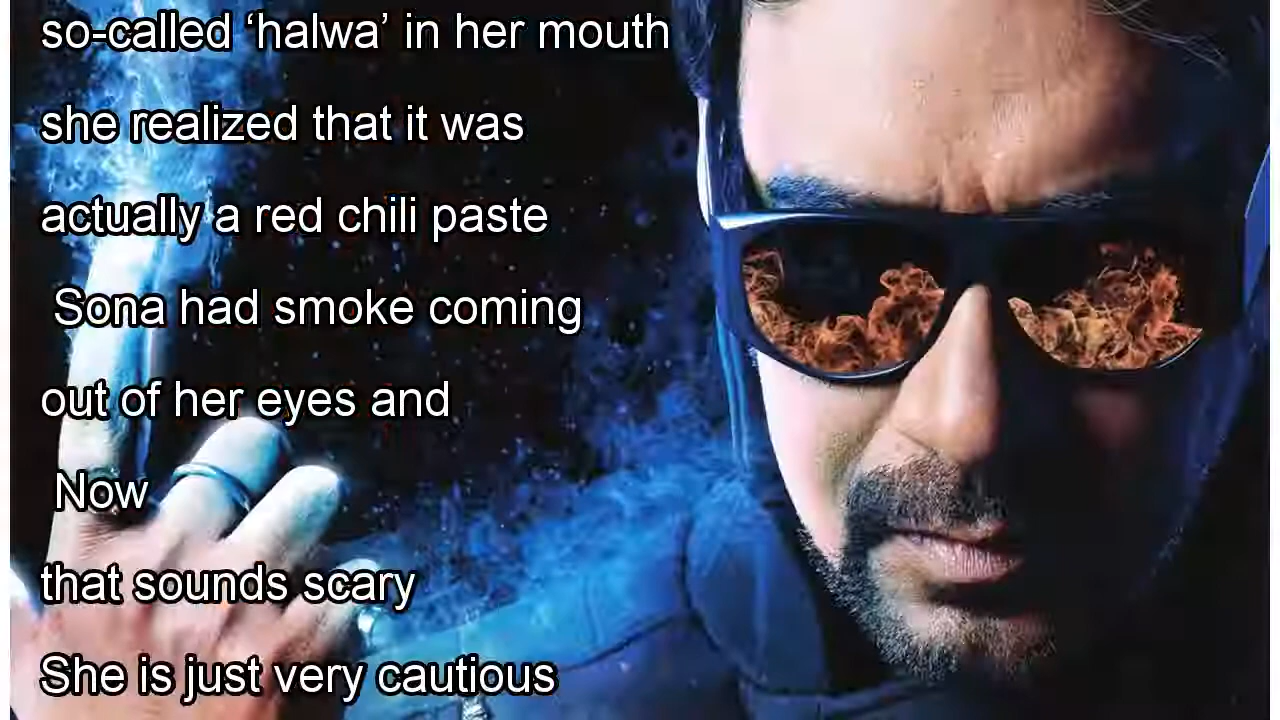 so-called ‘halwa’ in her mouth
she realized that it was
actually a red chili paste
Sona had smoke coming
out of her eyes and
Now
that sounds scary
She is just very cautious